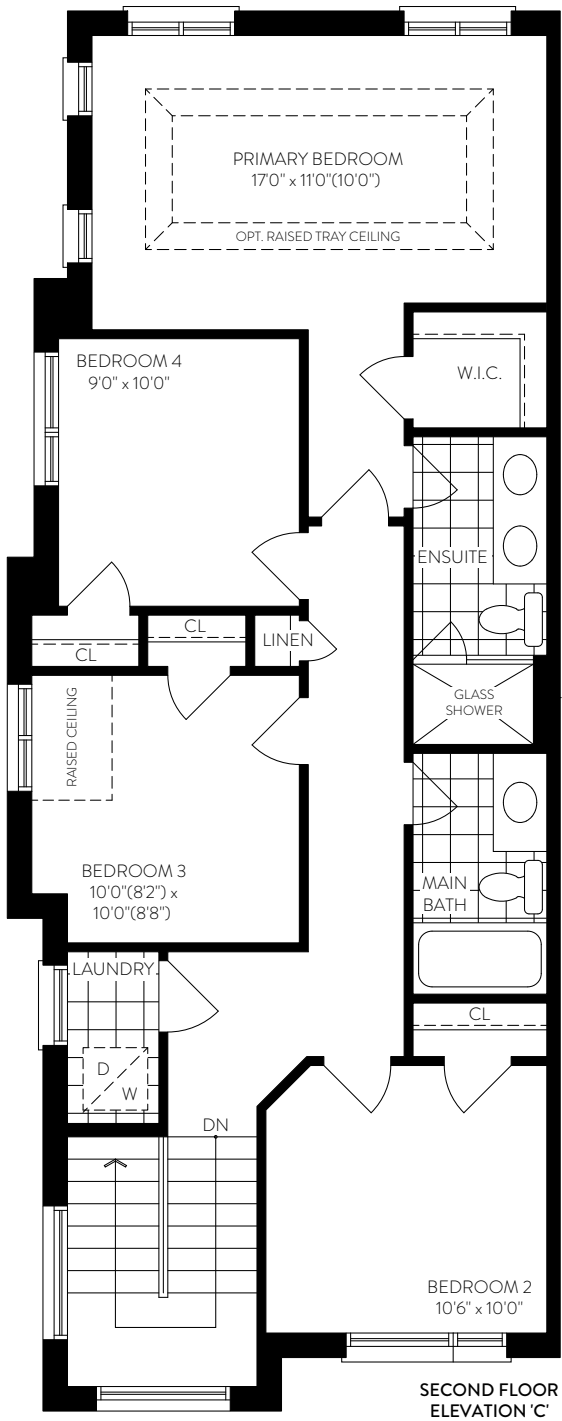 PRIMARY BEDROOM
17'0" x 11'0"(10'0")
OPT. RAISED TRAY CEILING
BEDROOM 4
9'0" x 10'0"
W.I.C.
ENSUITE
CL
CL
LINEN
GLASS
SHOWER
RAISED CEILING
BEDROOM 3
10'0"(8'2") x
10'0"(8'8")
MAIN
BATH
LAUNDRY
CL
D
W
DN
BEDROOM 2
10'6" x 10'0"
SECOND FLOOR
ELEVATION 'C'